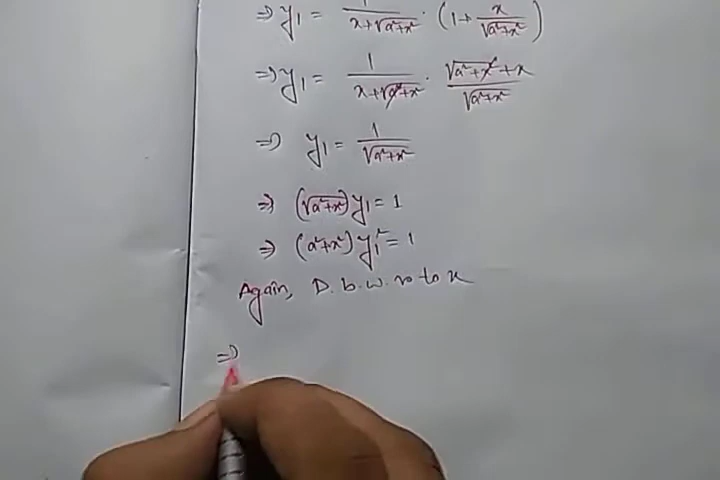 ⇒ y₁ = 1/(x+√(a²+x²)) · (1 + x/√(a²+x²))
⇒ y₁ = 1/(x+√(a²+x²)) · (√(a²+x²)+x)/√(a²+x²)
⇒ y₁ = 1/√(a²+x²)
⇒ (√(a²+x²)) y₁ = 1
⇒ (a²+x²) y₁² = 1
Again, D.b.w.r. to x
⇒